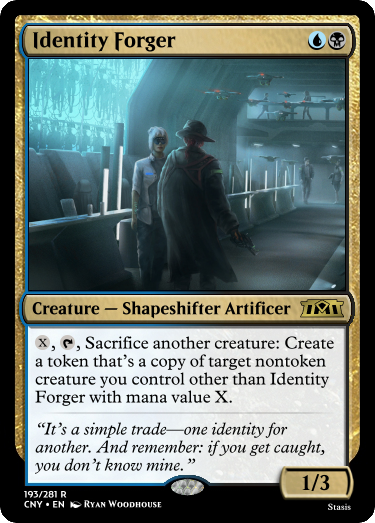 Identity Forger
Creature — Shapeshifter Artificer
X, T, Sacrifice another creature: Create
a token that's a copy of target nontoken
creature you control other than Identity
Forger with mana value X.
“It's a simple trade—one identity for
another. And remember: if you get caught,
you don't know mine.”
1/3
193/281 R
CNY • EN Ryan Woodhouse
Stasis